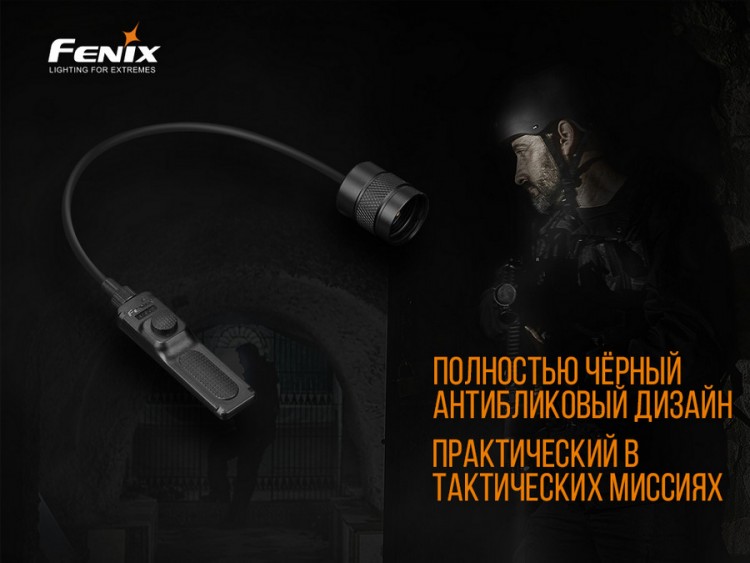 FENIX
LIGHTING FOR EXTREMES
ПОЛНОСТЬЮ ЧЁРНЫЙ
АНТИБЛИКОВЫЙ ДИЗАЙН
ПРАКТИЧЕСКИЙ В
ТАКТИЧЕСКИХ МИССИЯХ